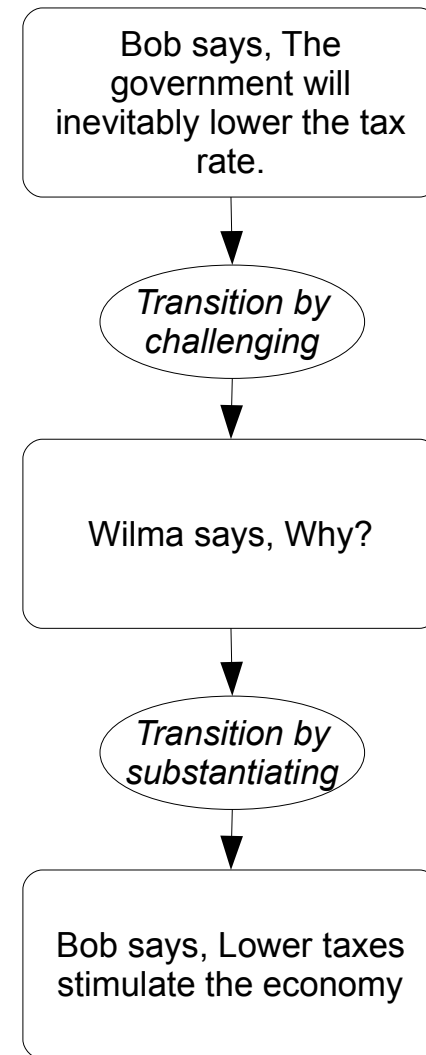 Bob says, The
government will
inevitably lower the tax
rate.
Transition by
challenging
Wilma says, Why?
Transition by
substantiating
Bob says, Lower taxes
stimulate the economy